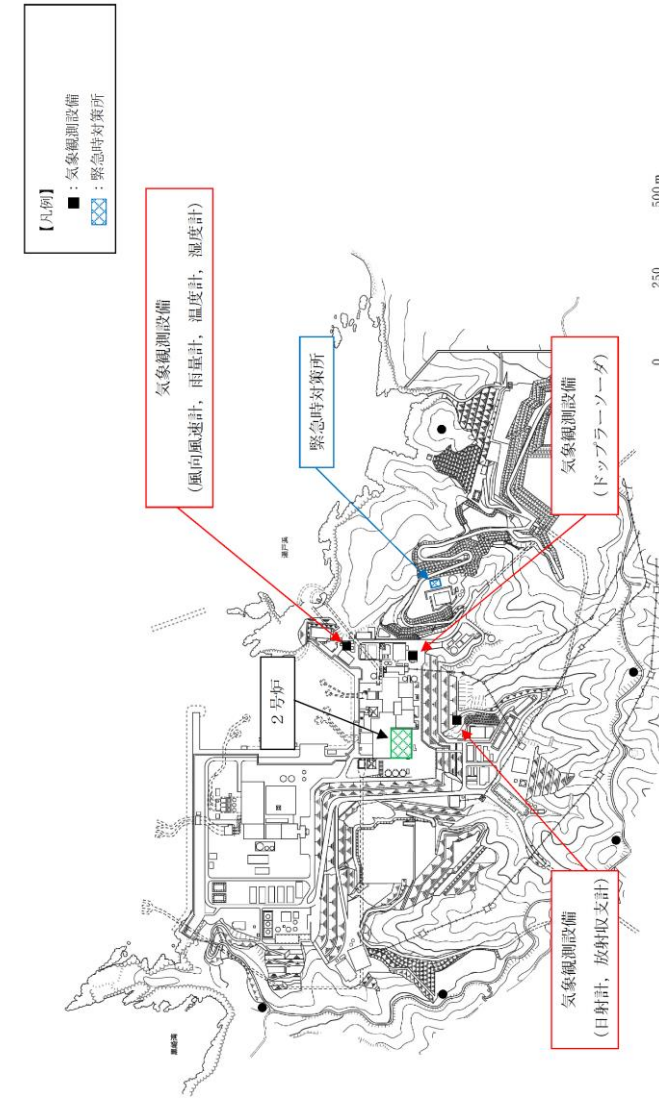 【凡例】
■：気象観測設備
：緊急時対策所
気象観測設備
（風向風速計，雨量計，温度計，湿度計）
緊急時対策所
２号炉
気象観測設備
（ドップラーソーダ）
気象観測設備
（日射計，放射収支計）
0
250
500m